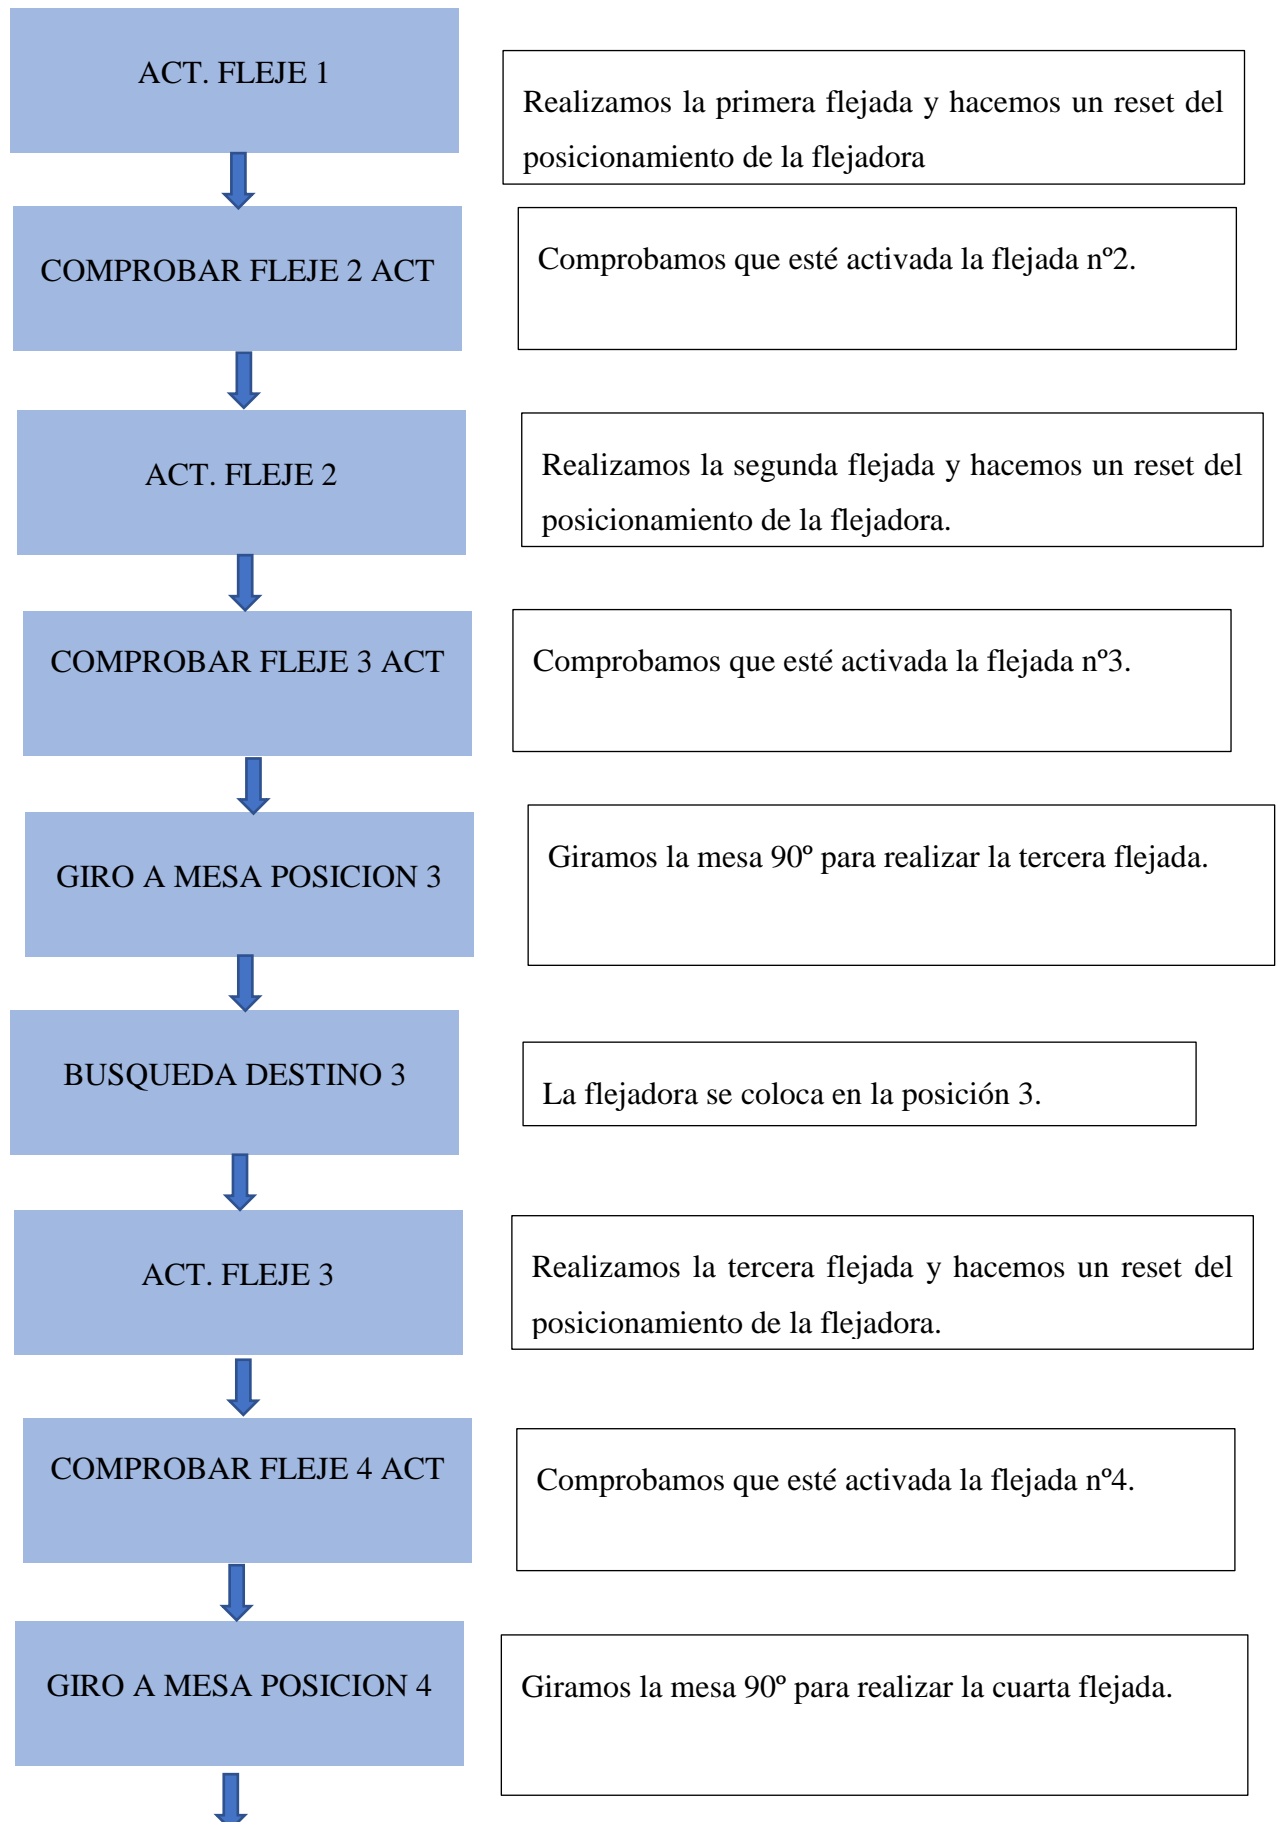 ACT. FLEJE 1
Realizamos la primera flejada y hacemos un reset del
posicionamiento de la flejadora
COMPROBAR FLEJE 2 ACT
Comprobamos que esté activada la flejada nº2.
ACT. FLEJE 2
Realizamos la segunda flejada y hacemos un reset del
posicionamiento de la flejadora.
COMPROBAR FLEJE 3 ACT
Comprobamos que esté activada la flejada nº3.
GIRO A MESA POSICION 3
Giramos la mesa 90º para realizar la tercera flejada.
BUSQUEDA DESTINO 3
La flejadora se coloca en la posición 3.
ACT. FLEJE 3
Realizamos la tercera flejada y hacemos un reset del
posicionamiento de la flejadora.
COMPROBAR FLEJE 4 ACT
Comprobamos que esté activada la flejada nº4.
GIRO A MESA POSICION 4
Giramos la mesa 90º para realizar la cuarta flejada.